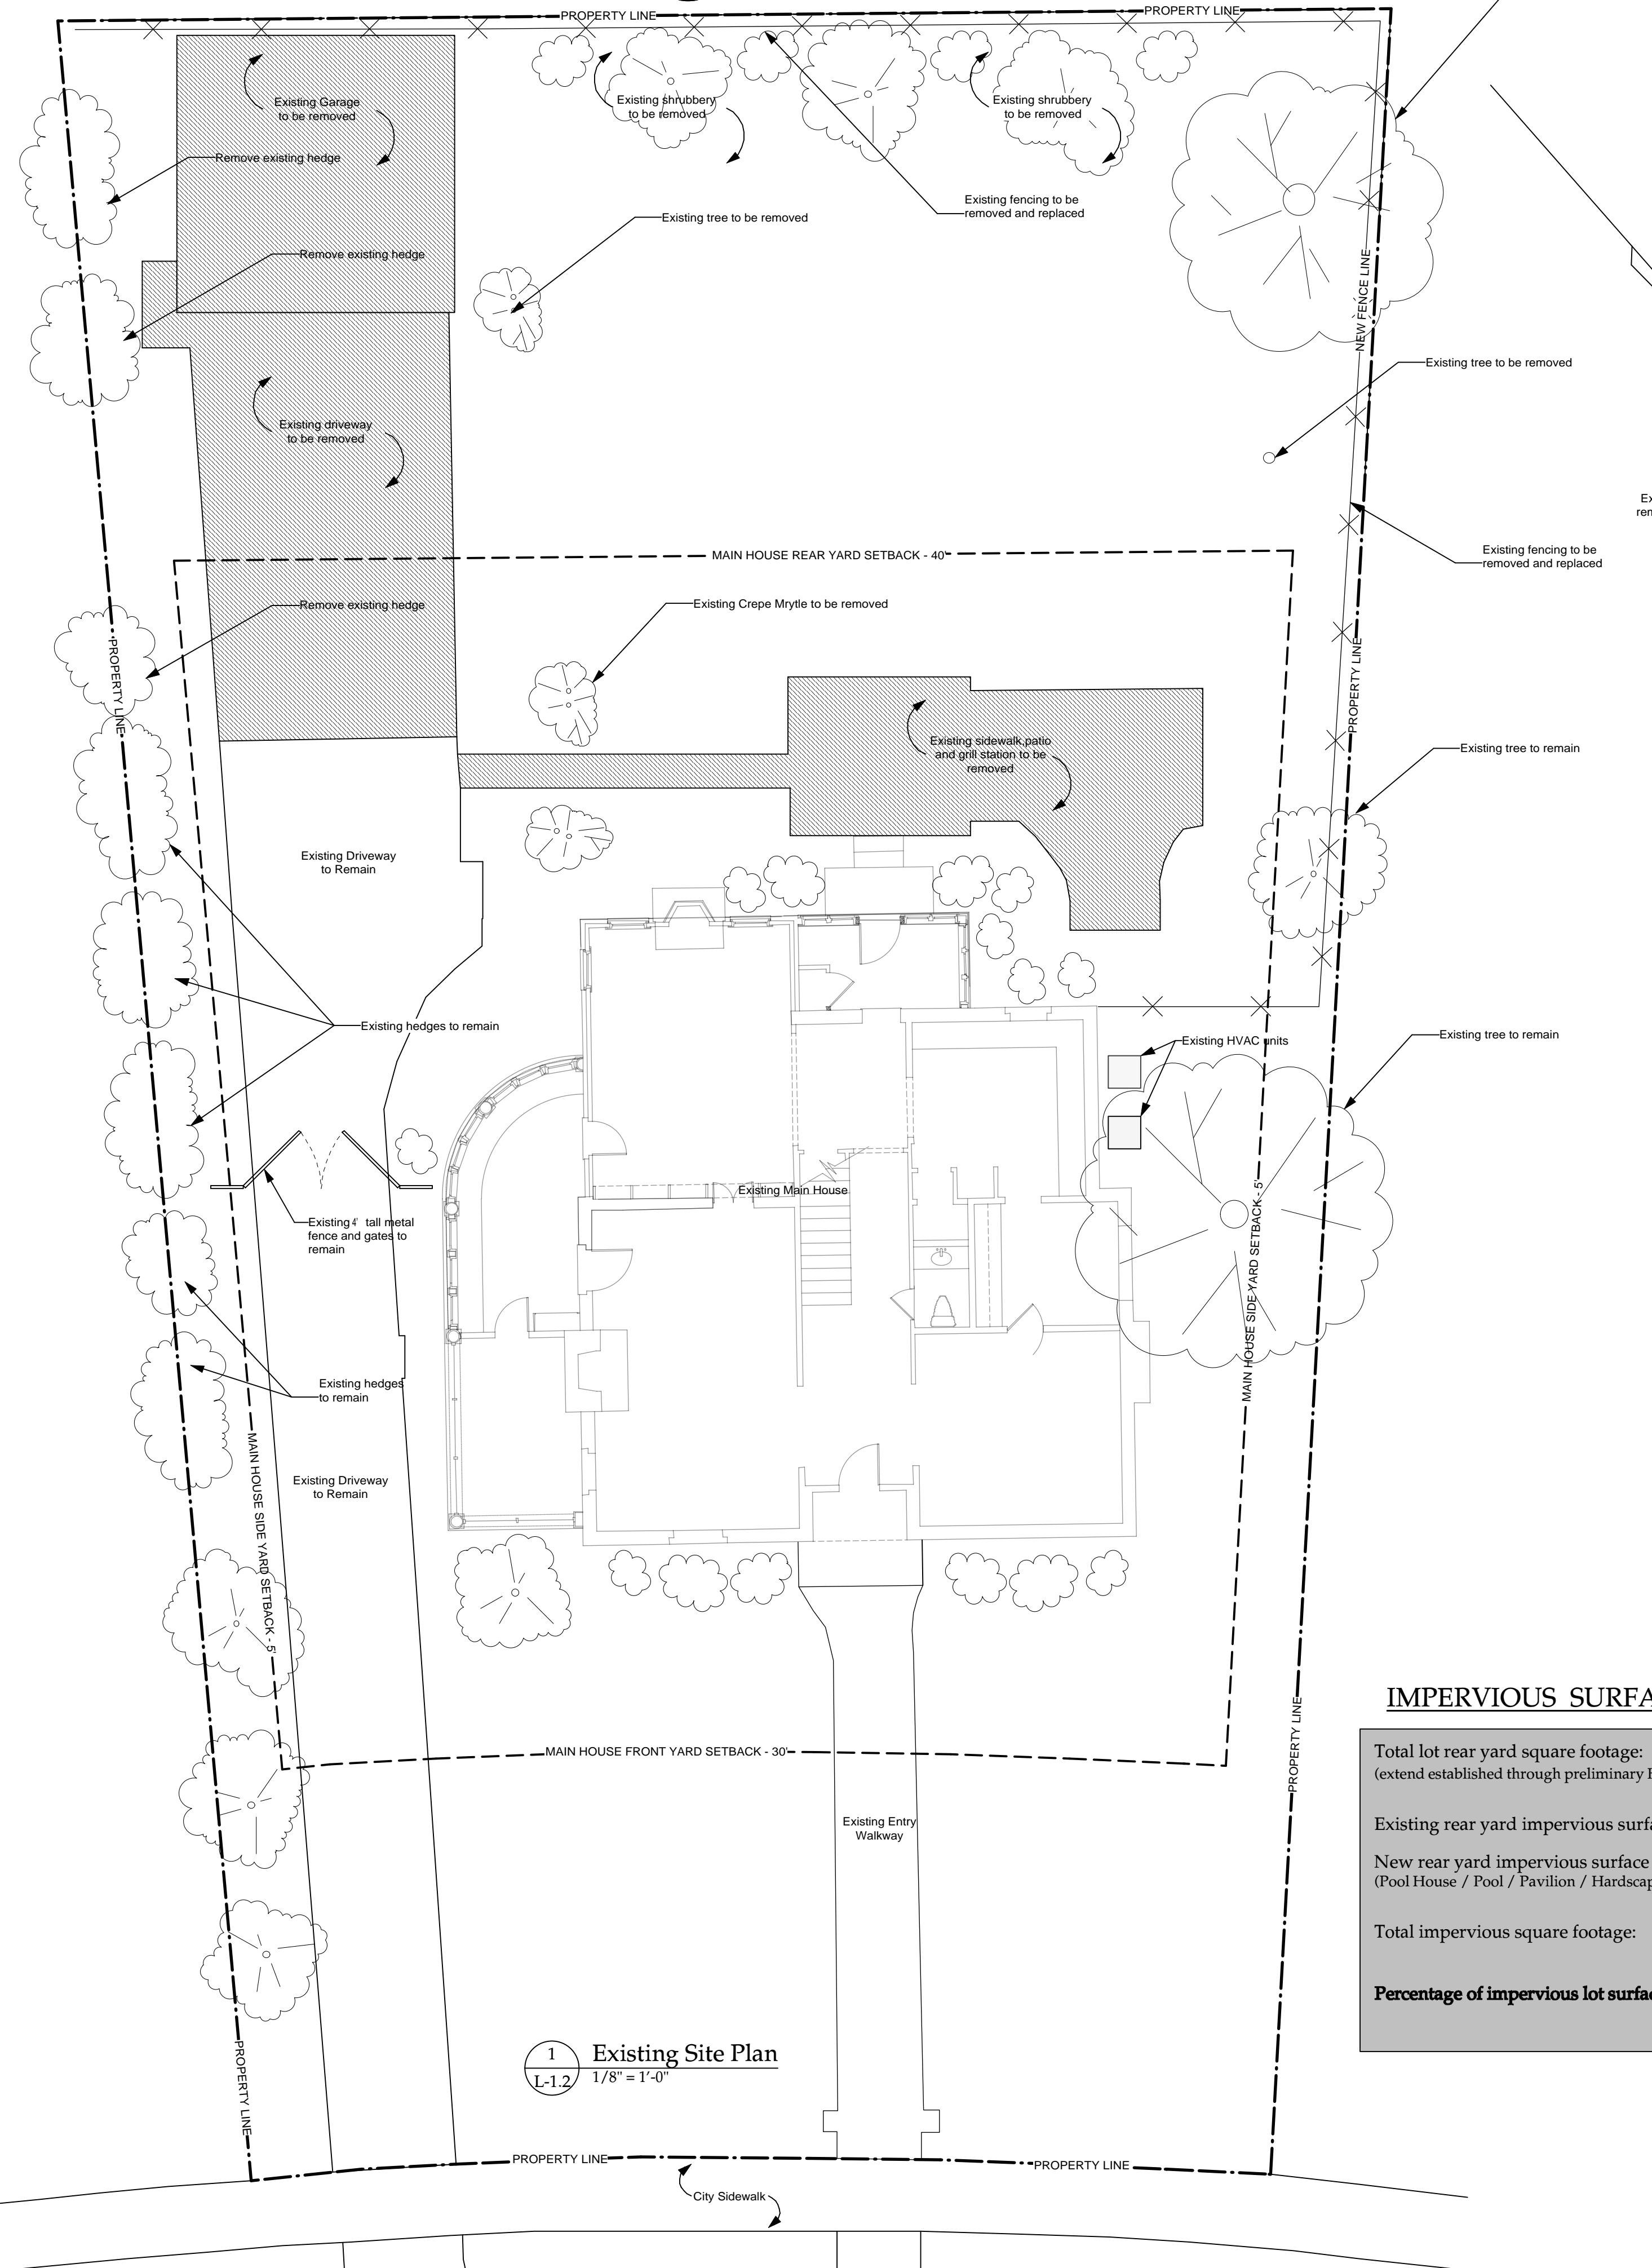 PROPERTY LINE
PROPERTY LINE
Existing Garage
to be removed
Existing shrubbery
to be removed
Existing shrubbery
to be removed
Remove existing hedge
Existing fencing to be
removed and replaced
Existing tree to be removed
Remove existing hedge
NEW FENCE LINE
Existing tree to be removed
Existing driveway
to be removed
Existing fencing to be
removed and replaced
MAIN HOUSE REAR YARD SETBACK - 40'
Remove existing hedge
Existing Crepe Mrytle to be removed
PROPERTY LINE
PROPERTY LINE
Existing sidewalk,patio
and grill station to be
removed
Existing tree to remain
Existing Driveway
to Remain
Existing hedges to remain
Existing HVAC units
Existing tree to remain
Existing Main House
Existing 4' tall metal
fence and gates to
remain
MAIN HOUSE SIDE YARD SETBACK - 5'
Existing hedges
to remain
MAIN HOUSE SIDE YARD SETBACK - 5'
Existing Driveway
to Remain
PROPERTY LINE
IMPERVIOUS SURFA
MAIN HOUSE FRONT YARD SETBACK - 30'
Total lot rear yard square footage:
(extend established through preliminary
Existing rear yard impervious surfa
New rear yard impervious surface
(Pool House / Pool / Pavilion / Hardscap
Total impervious square footage:
Percentage of impervious lot surfa
Existing Entry
Walkway
1
L-1.2
Existing Site Plan
1/8" = 1'-0"
PROPERTY LINE
PROPERTY LINE
PROPERTY LINE
City Sidewalk